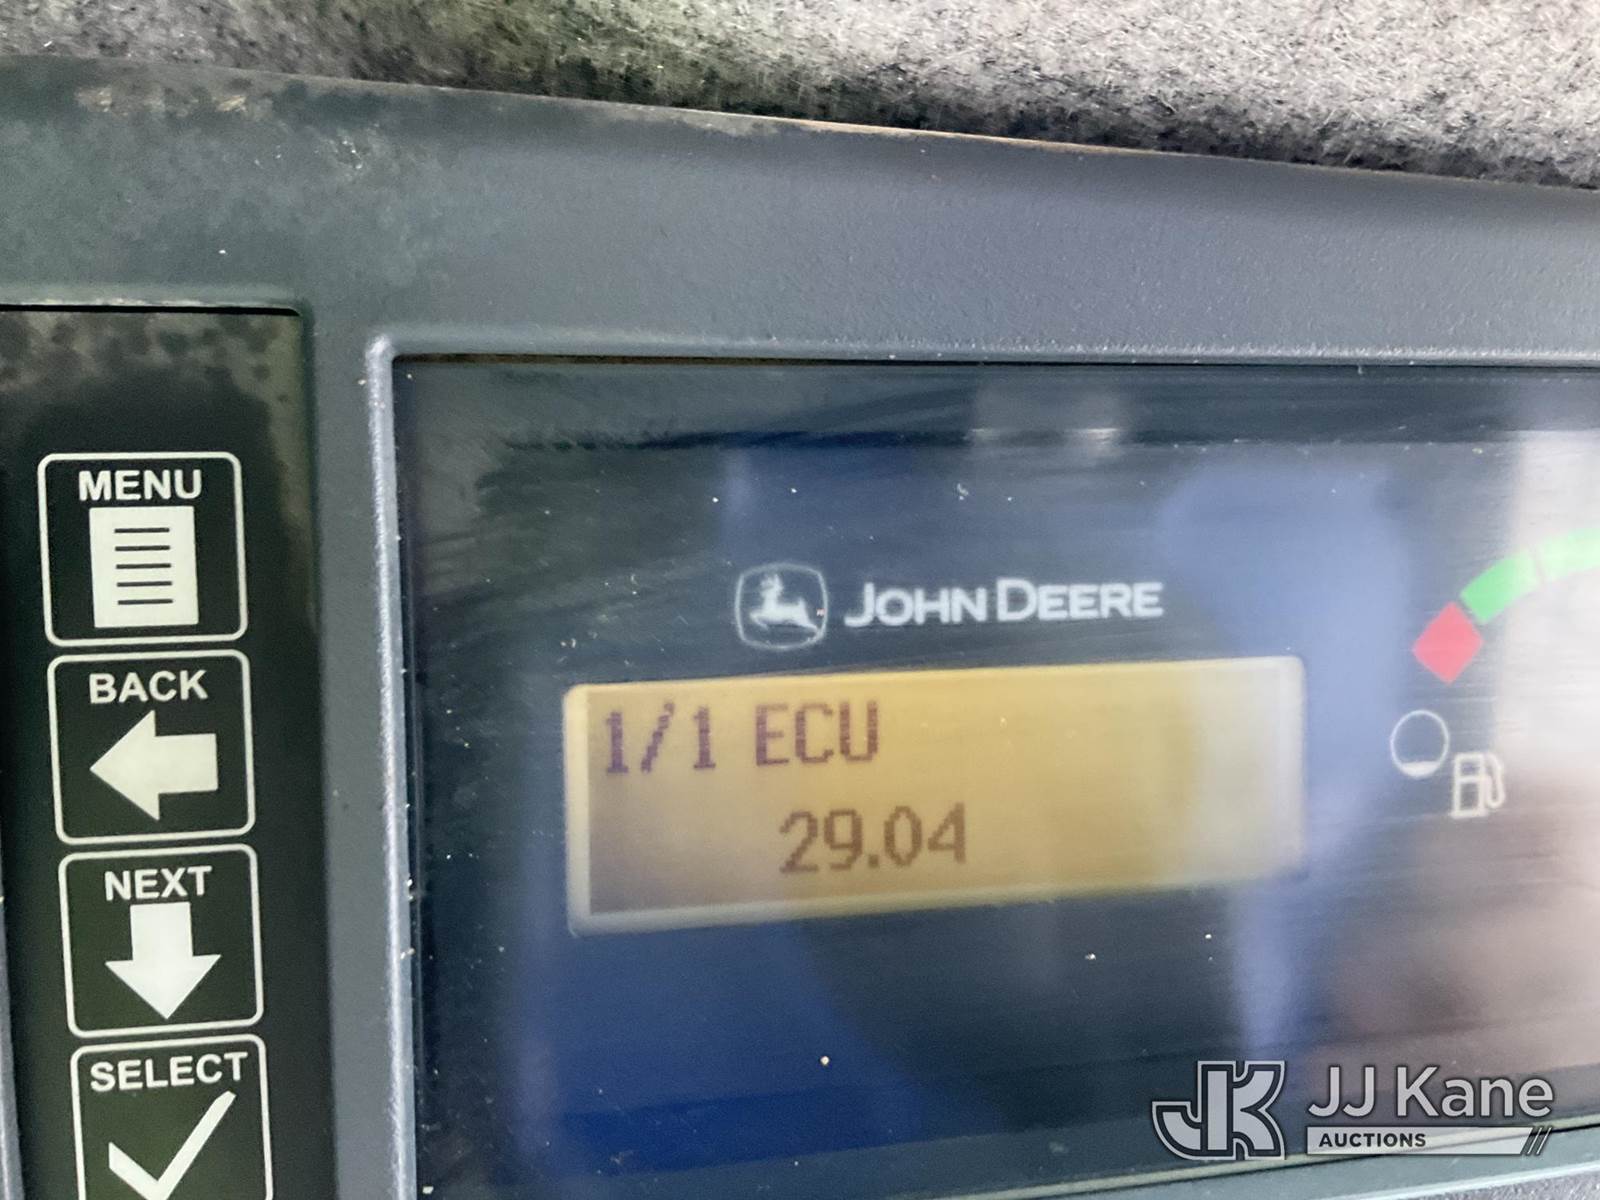 MENU
BACK
NEXT
SELECT
JOHN DEERE
1/1 ECU
29.04
JJ Kane
AUCTIONS